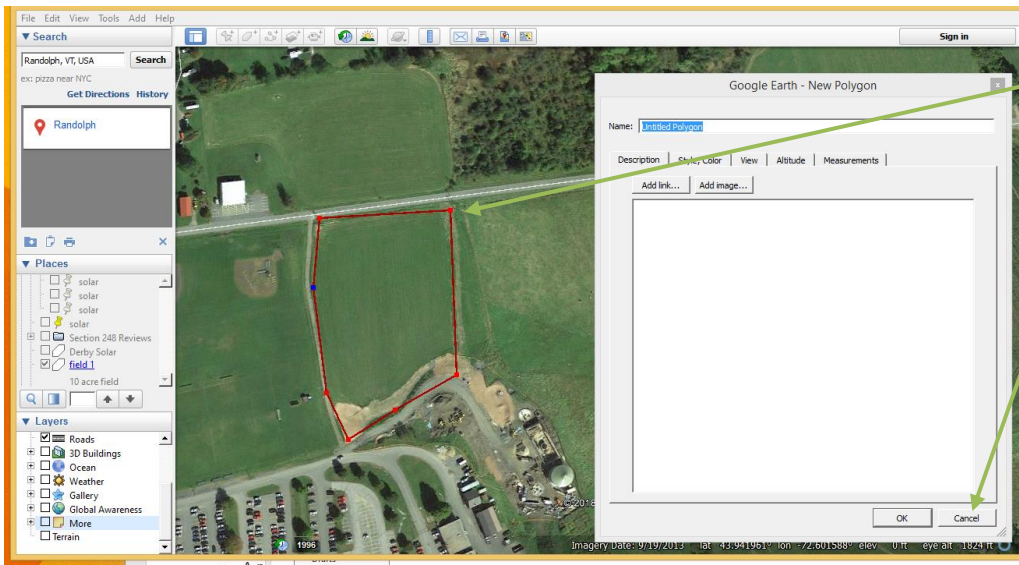 File Edit View Tools Add Help
Search
Randolph, VT, USA Search
ex: pizza near NYC
Get Directions History
Randolph
Places
solar
solar
solar
solar
Section 248 Reviews
Derby Solar
field 1
10 acre field
Layers
Roads
3D Buildings
Ocean
Weather
Gallery
Global Awareness
More
Terrain
Sign in
Google Earth - New Polygon
x
Name: Untitled Polygon
Description Style, Color View Altitude Measurements
Add link... Add image...
OK Cancel
© 2018
1996
Imagery Date: 9/19/2013 lat 43.941961° lon -72.601588° elev 0 ft eye alt 1824 ft